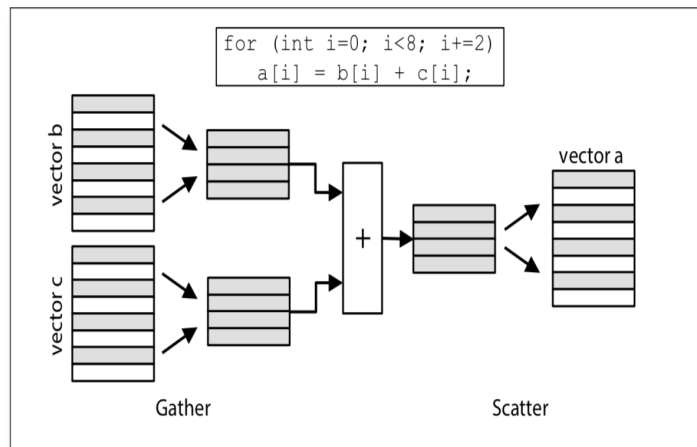 for (int i=0; i<8; i+=2)
a[i] = b[i] + c[i];
vector b
vector a
+
vector c
Gather
Scatter